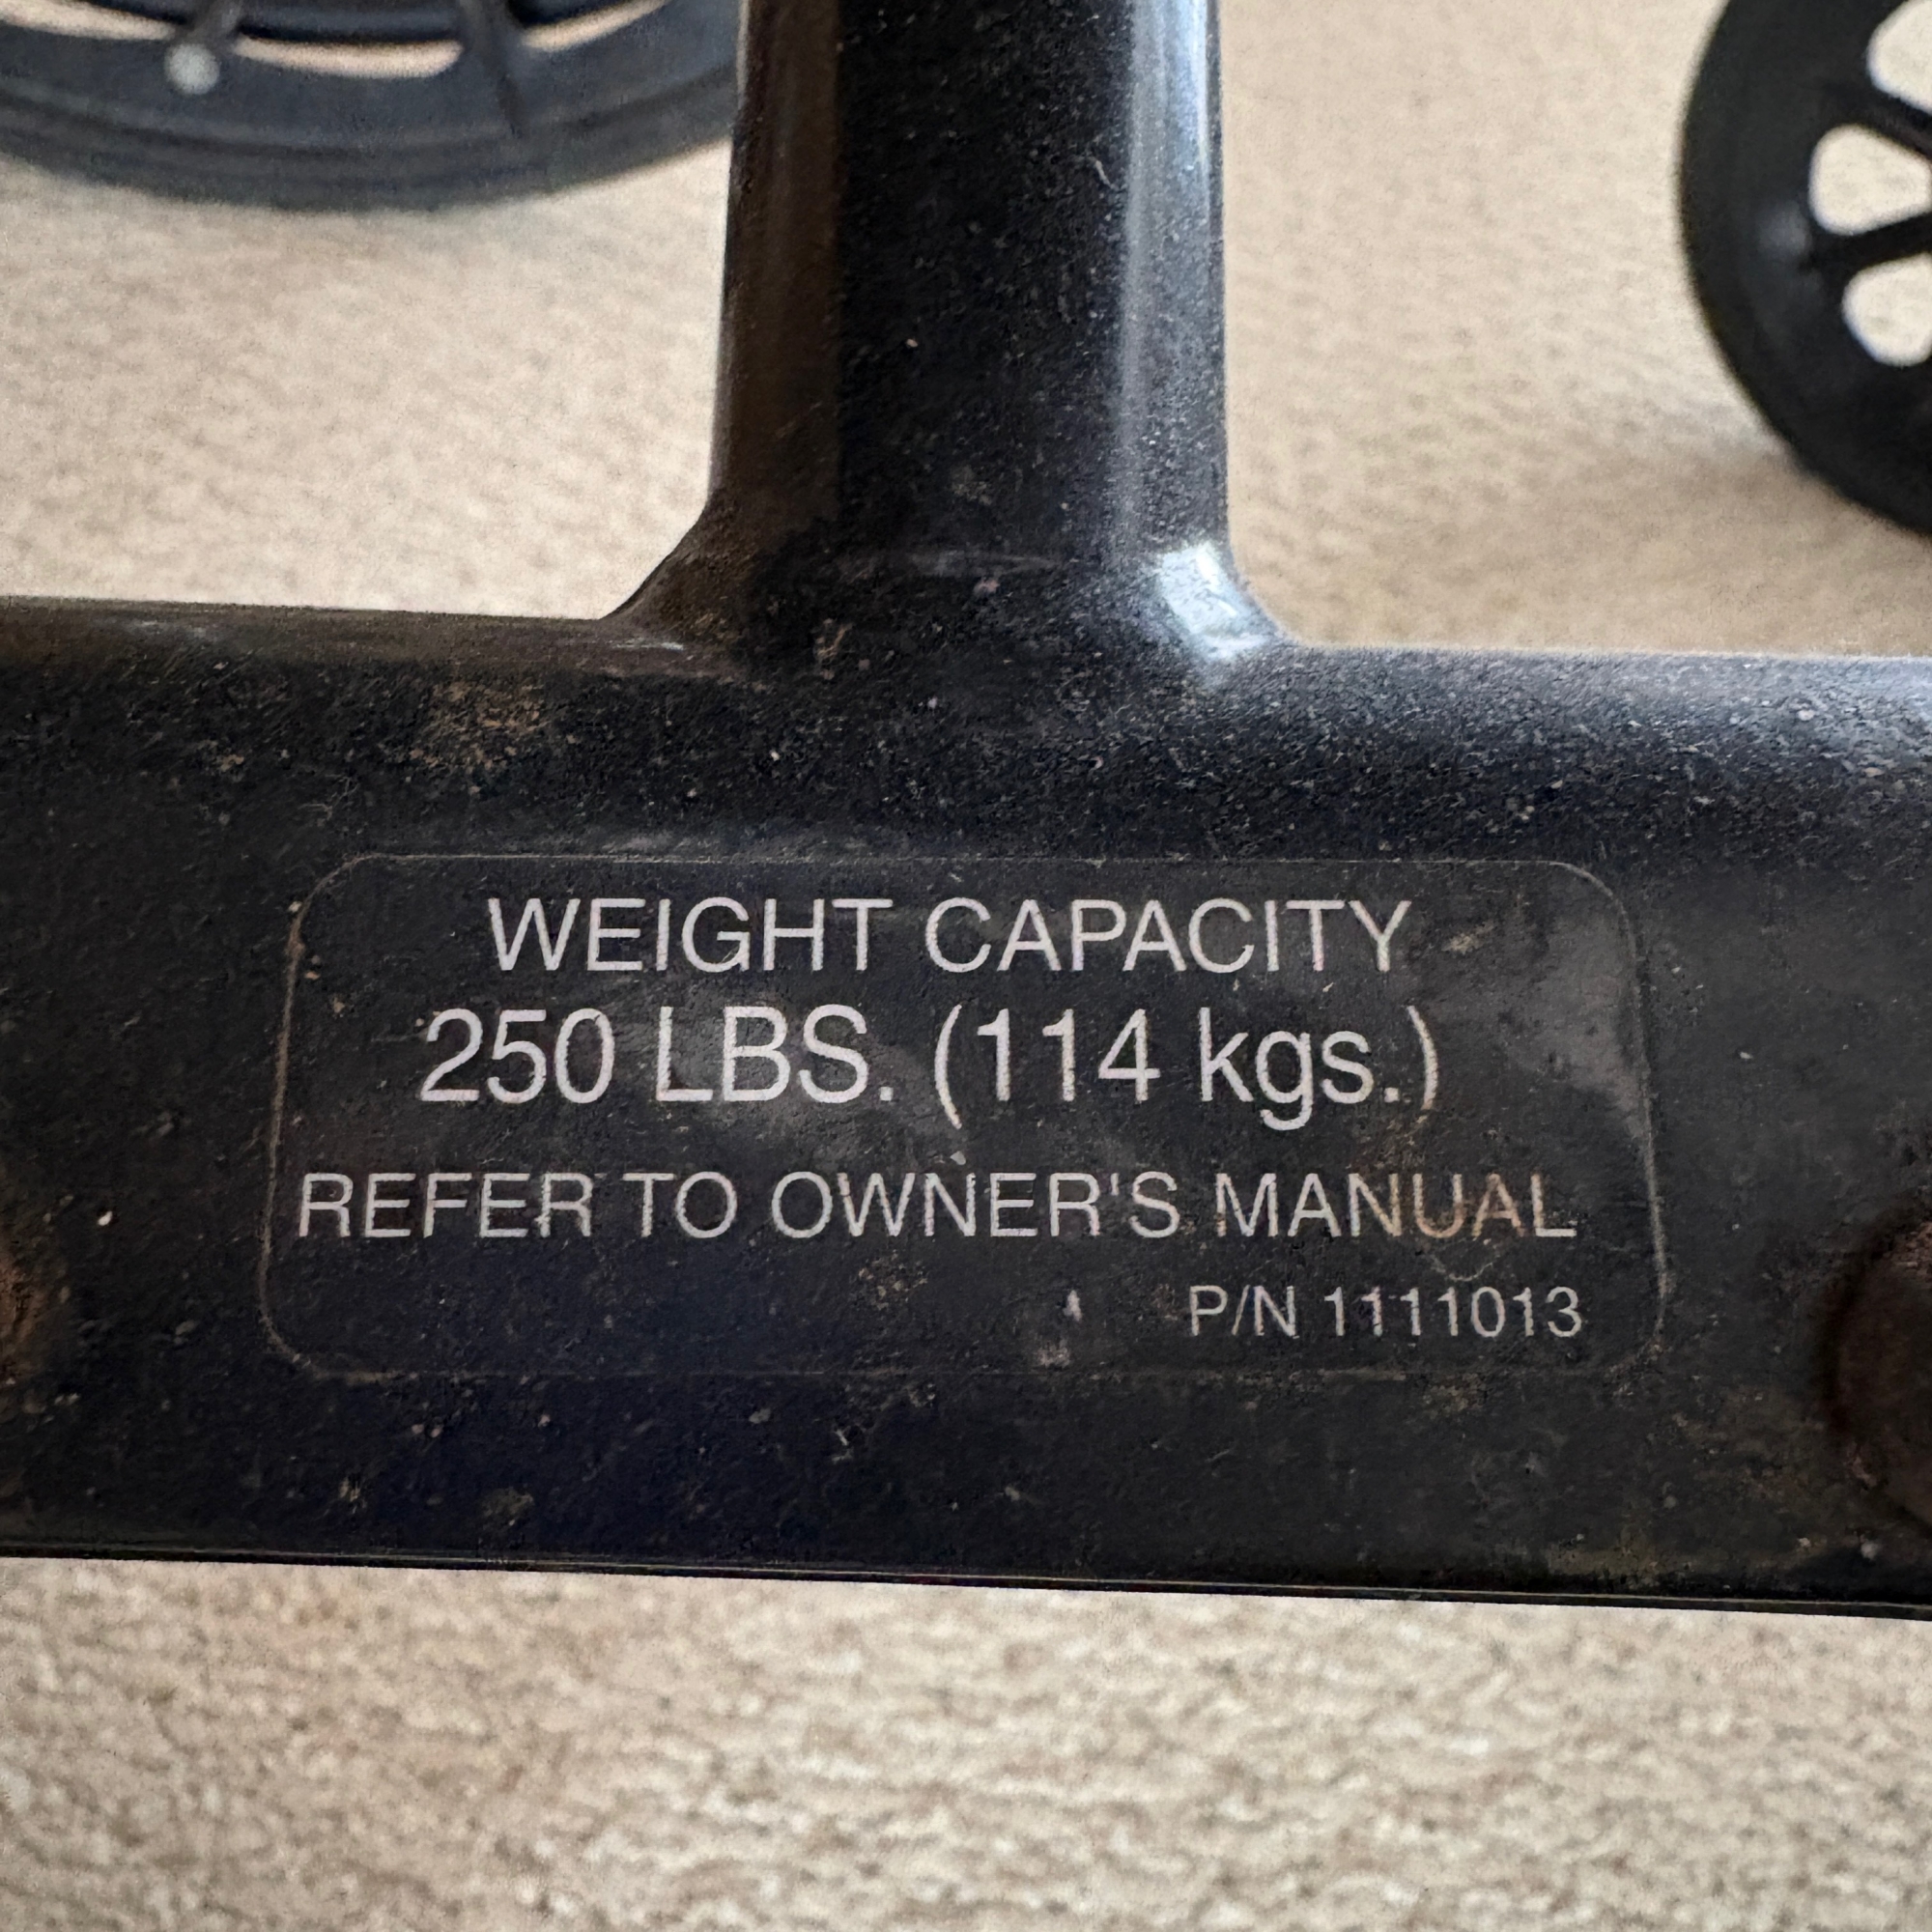 WEIGHT CAPACITY
250 LBS. (114 kgs.)
REFER TO OWNER'S MANUAL
P/N 1111013